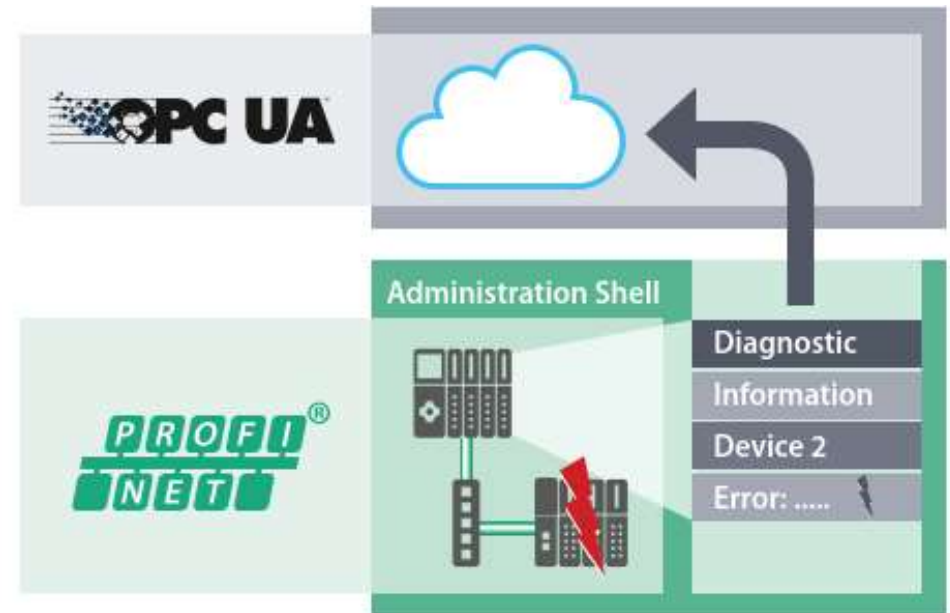 OPC UA
Administration Shell
Diagnostic
Information
Device 2
Error: .....
PROFI®
NET